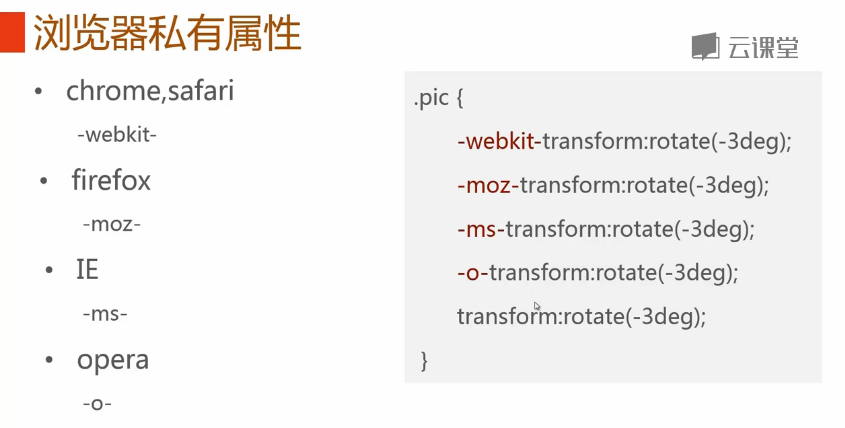 浏览器私有属性
云课堂
• chrome,safari
-webkit-
• firefox
-moz-
• IE
-ms-
• opera
-o-
.pic {
-webkit-transform:rotate(-3deg);
-moz-transform:rotate(-3deg);
-ms-transform:rotate(-3deg);
-o-transform:rotate(-3deg);
transform:rotate(-3deg);
}